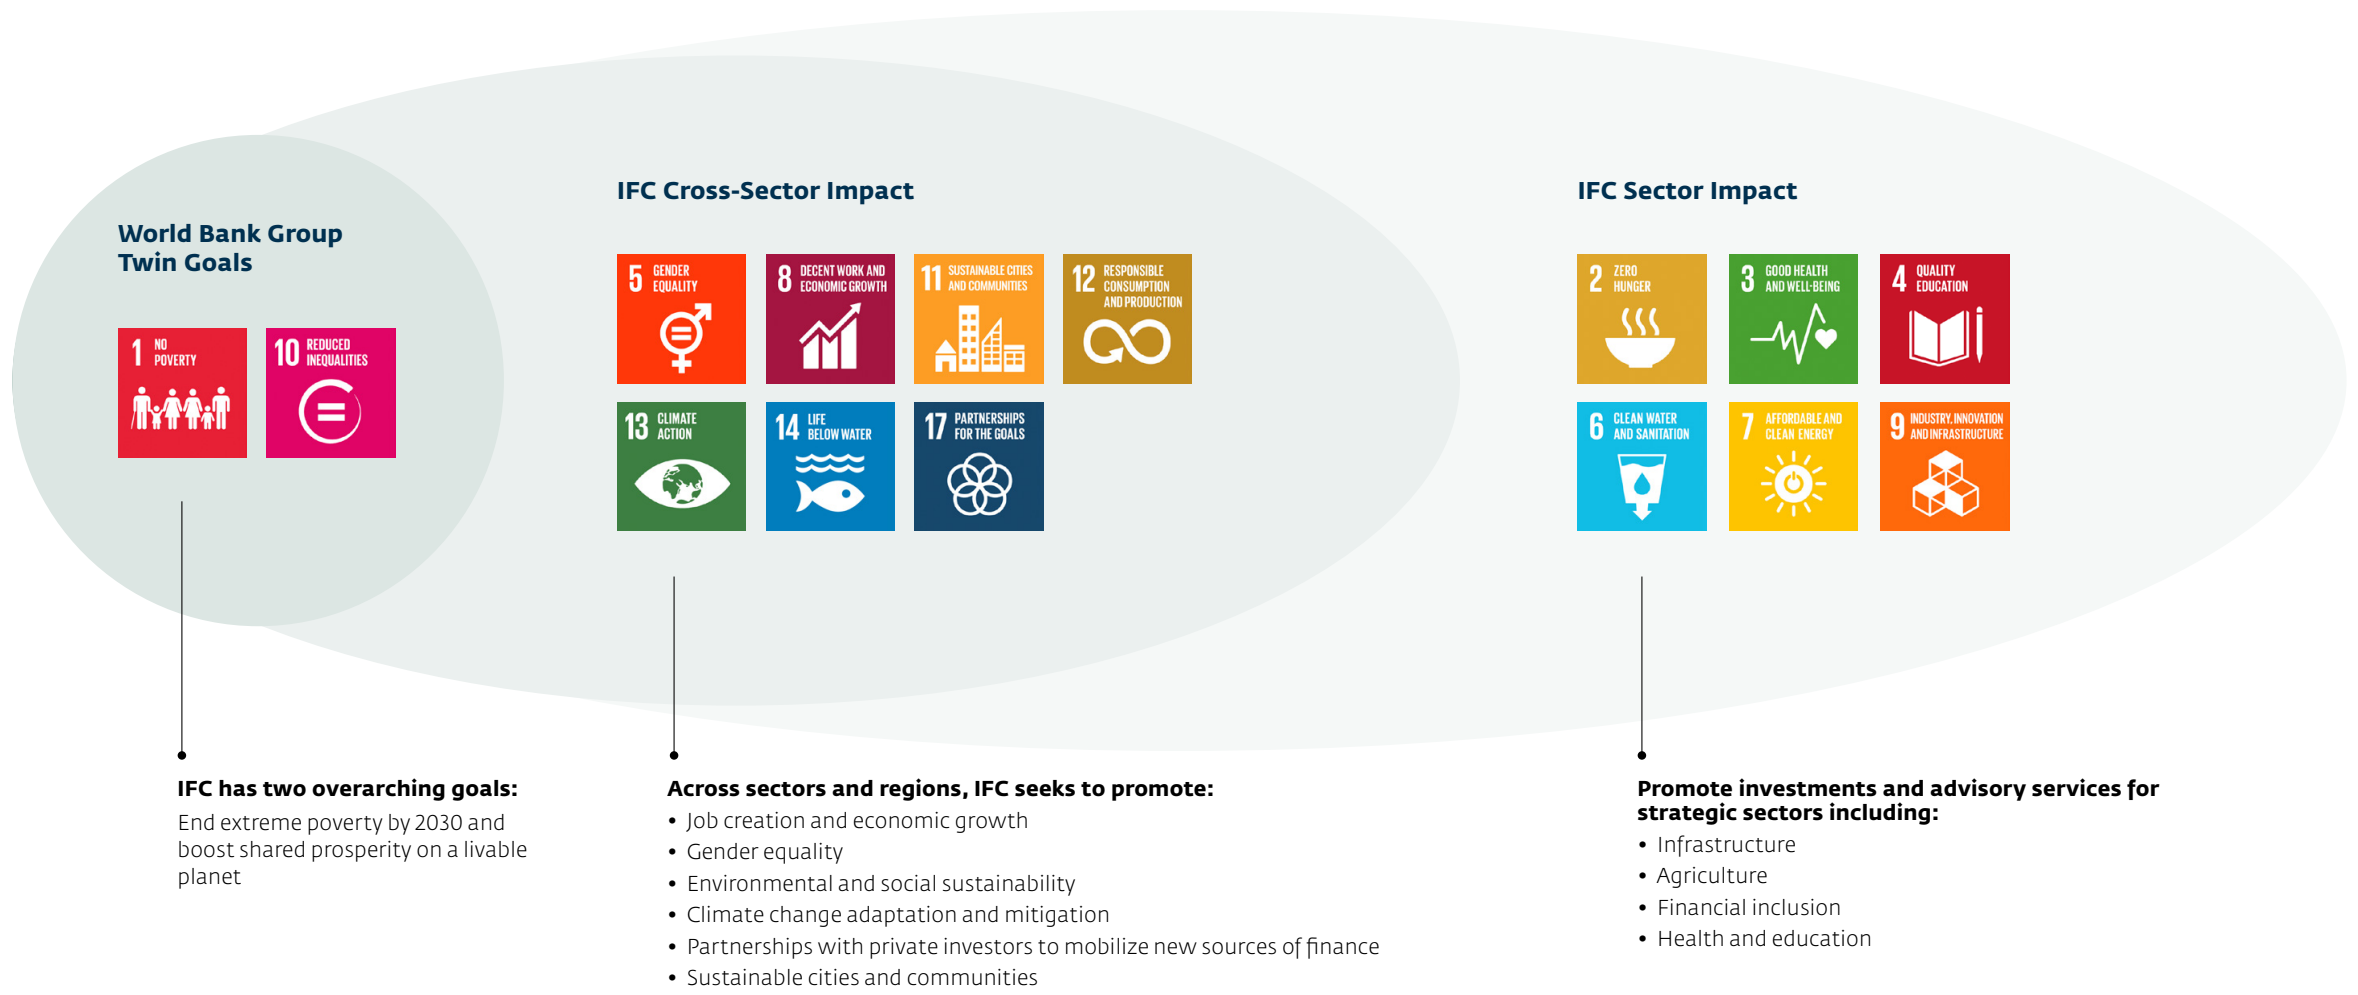 World Bank Group
Twin Goals
1 NO
POVERTY
10 REDUCED
INEQUALITIES
IFC has two overarching goals:
End extreme poverty by 2030 and
boost shared prosperity on a livable
planet
IFC Cross-Sector Impact
5 GENDER
EQUALITY
8 DECENT WORK AND
ECONOMIC GROWTH
11 SUSTAINABLE CITIES
AND COMMUNITIES
12 RESPONSIBLE
CONSUMPTION
AND PRODUCTION
13 CLIMATE
ACTION
14 LIFE
BELOW WATER
17 PARTNERSHIPS
FOR THE GOALS
Across sectors and regions, IFC seeks to promote:
• Job creation and economic growth
• Gender equality
• Environmental and social sustainability
• Climate change adaptation and mitigation
• Partnerships with private investors to mobilize new sources of finance
• Sustainable cities and communities
IFC Sector Impact
2 ZERO
HUNGER
3 GOOD HEALTH
AND WELL-BEING
4 QUALITY
EDUCATION
6 CLEAN WATER
AND SANITATION
7 AFFORDABLE AND
CLEAN ENERGY
9 INDUSTRY, INNOVATION
AND INFRASTRUCTURE
Promote investments and advisory services for
strategic sectors including:
• Infrastructure
• Agriculture
• Financial inclusion
• Health and education